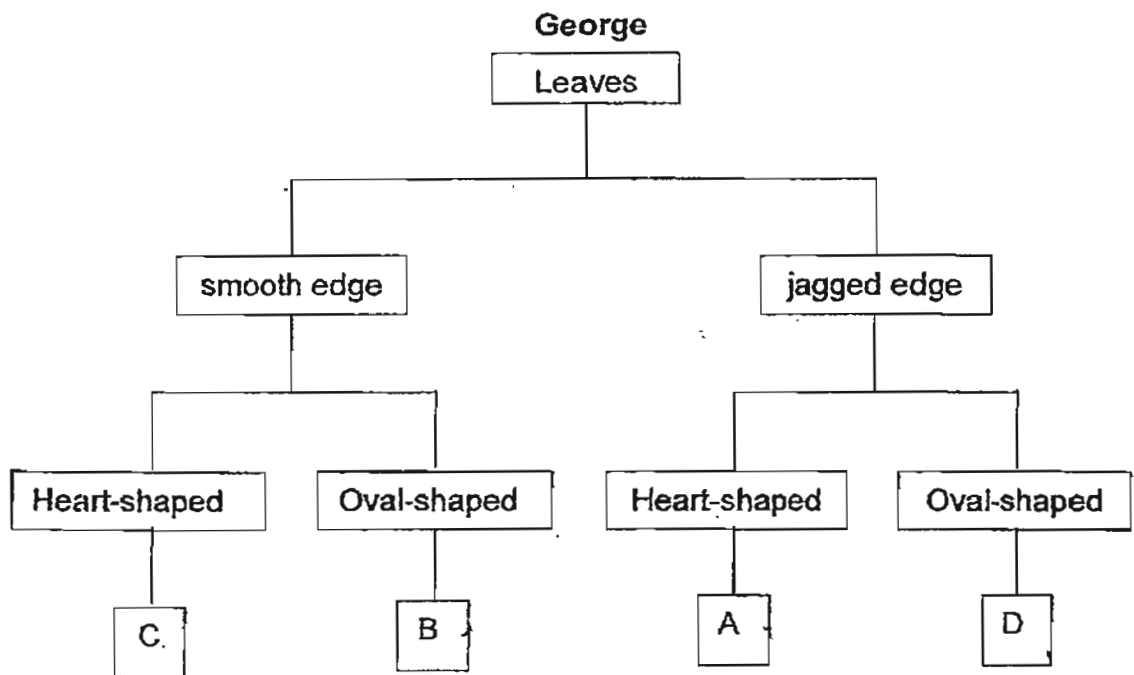 George
Leaves
smooth edge
jagged edge
Heart-shaped
Oval-shaped
Heart-shaped
Oval-shaped
C.
B
A
D